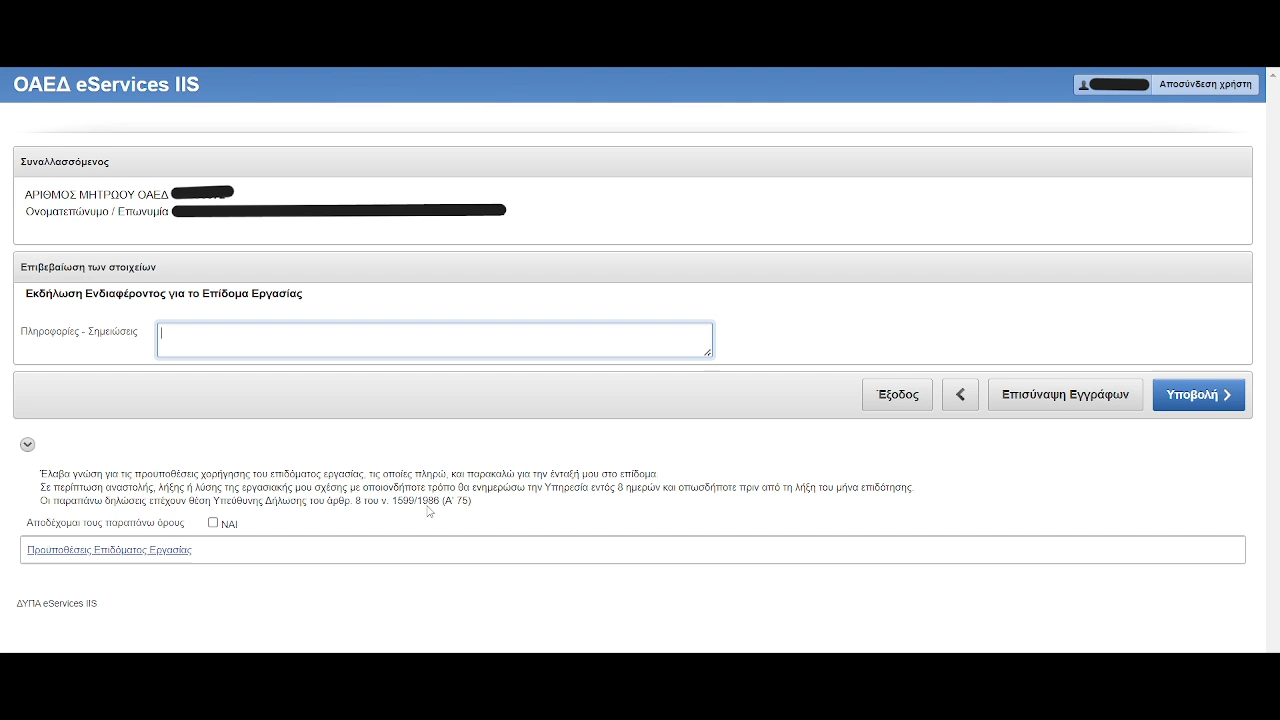 ΟΑΕΔ eServices IIS
Αποσύνδεση χρήστη
Συναλλασσόμενος
ΑΡΙΘΜΟΣ ΜΗΤΡΩΟΥ ΟΑΕΔ
Ονοματεπώνυμο / Επωνυμία
Επιβεβαίωση των στοιχείων
Εκδήλωση Ενδιαφέροντος για το Επίδομα Εργασίας
Πληροφορίες - Σημειώσεις
Έξοδος
Επισύναψη Εγγράφων
Υποβολή
Έλαβα γνώση για τις προυποθέσεις χορήγησης του επιδόματος εργασίας, τις οποίες πληρώ, και παρακαλώ για την ένταξή μου στο επίδομα.
Σε περίπτωση αναστολής, λήξης ή λύσης της εργασιακής μου σχέσης με οποιονδήποτε τρόπο θα ενημερώσω την Υπηρεσία εντός 8 ημερών και οπωσδήποτε πριν από τη λήξη του μήνα επιδότησης.
Οι παραπάνω δηλώσεις επέχουν θέση Υπεύθυνης Δήλωσης του άρθρ. 8 του ν. 1599/1986 (Α' 75)
Αποδέχομαι τους παραπάνω όρους ΝΑΙ
Προυποθέσεις Επιδόματος Εργασίας
ΔΥΠΑ eServices IIS